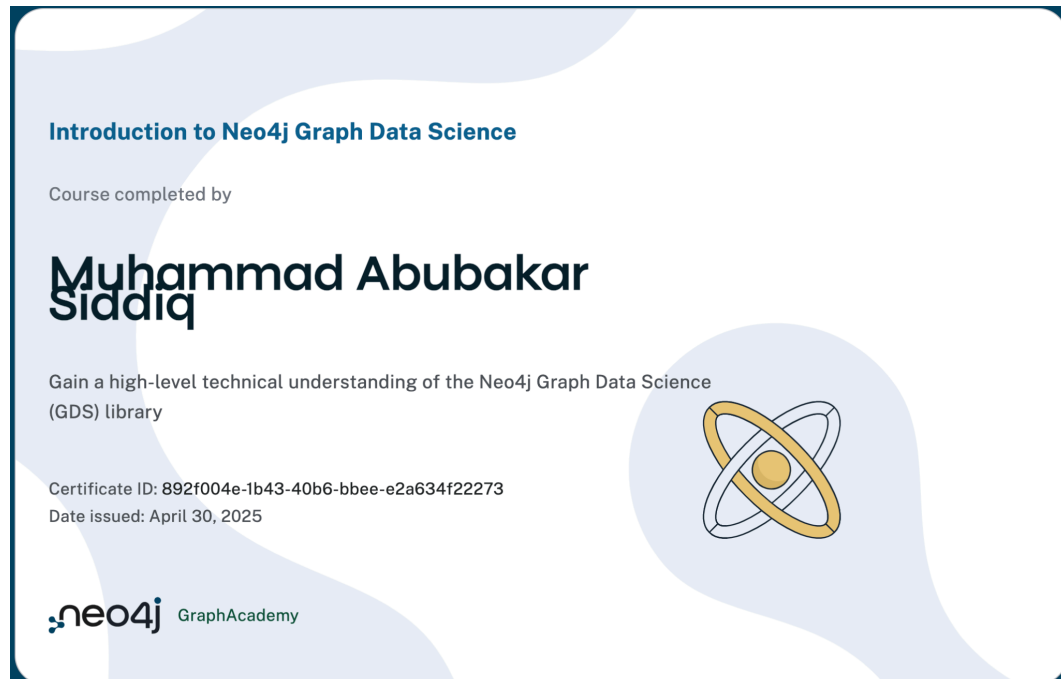 Introduction to Neo4j Graph Data Science
Course completed by
Muhammad Abubakar
Siddiq
Gain a high-level technical understanding of the Neo4j Graph Data Science
(GDS) library
Certificate ID: 892f004e-1b43-40b6-bbee-e2a634f22273
Date issued: April 30, 2025
neo4j GraphAcademy